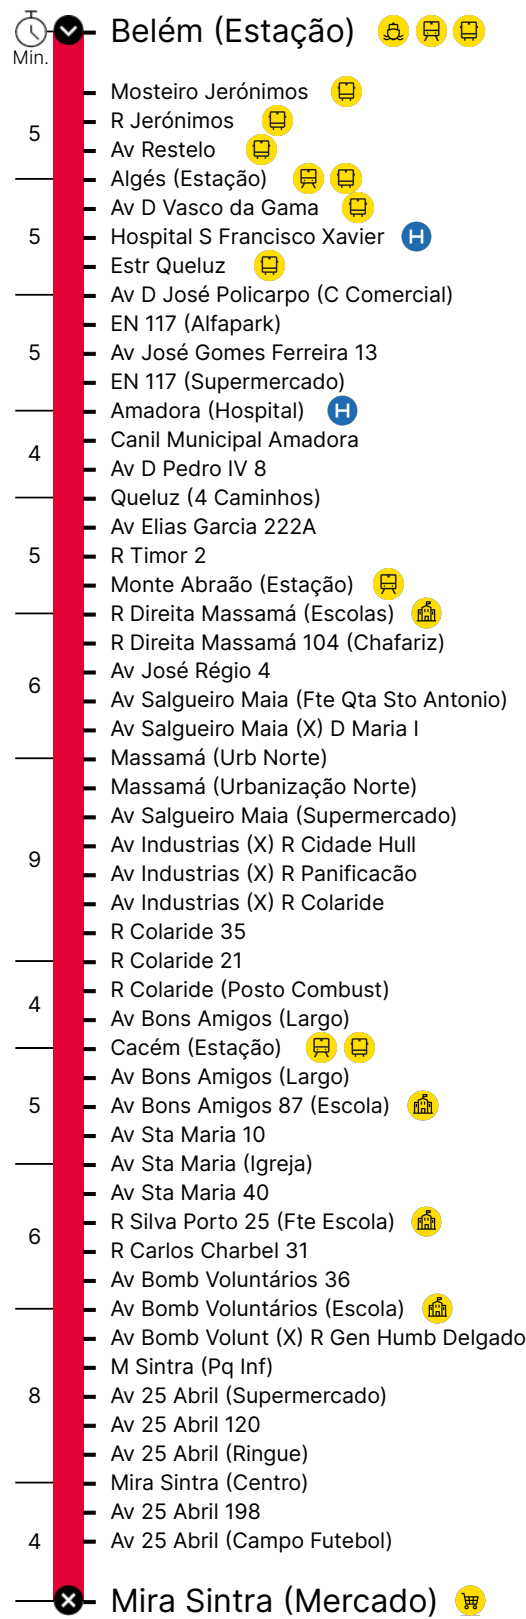 Belém (Estação)
Min.
Mosteiro Jerónimos
R Jerónimos
5
Av Restelo
Algés (Estação)
Av D Vasco da Gama
5
Hospital S Francisco Xavier H
Estr Queluz
Av D José Policarpo (C Comercial)
EN 117 (Alfapark)
5
Av José Gomes Ferreira 13
EN 117 (Supermercado)
Amadora (Hospital) H
Canil Municipal Amadora
4
Av D Pedro IV 8
Queluz (4 Caminhos)
Av Elias Garcia 222A
5
R Timor 2
Monte Abraão (Estação)
R Direita Massamá (Escolas)
R Direita Massamá 104 (Chafariz)
Av José Régio 4
6
Av Salgueiro Maia (Fte Qta Sto Antonio)
Av Salgueiro Maia (X) D Maria I
Massamá (Urb Norte)
Massamá (Urbanização Norte)
Av Salgueiro Maia (Supermercado)
Av Industrias (X) R Cidade Hull
9
Av Industrias (X) R Panificacão
Av Industrias (X) R Colaride
R Colaride 35
R Colaride 21
R Colaride (Posto Combust)
4
Av Bons Amigos (Largo)
Cacém (Estação)
Av Bons Amigos (Largo)
5
Av Bons Amigos 87 (Escola)
Av Sta Maria 10
Av Sta Maria (Igreja)
Av Sta Maria 40
R Silva Porto 25 (Fte Escola)
6
R Carlos Charbel 31
Av Bomb Voluntários 36
Av Bomb Voluntários (Escola)
Av Bomb Volunt (X) R Gen Humb Delgado
M Sintra (Pq Inf)
8
Av 25 Abril (Supermercado)
Av 25 Abril 120
Av 25 Abril (Ringue)
Mira Sintra (Centro)
Av 25 Abril 198
4
Av 25 Abril (Campo Futebol)
Mira Sintra (Mercado)